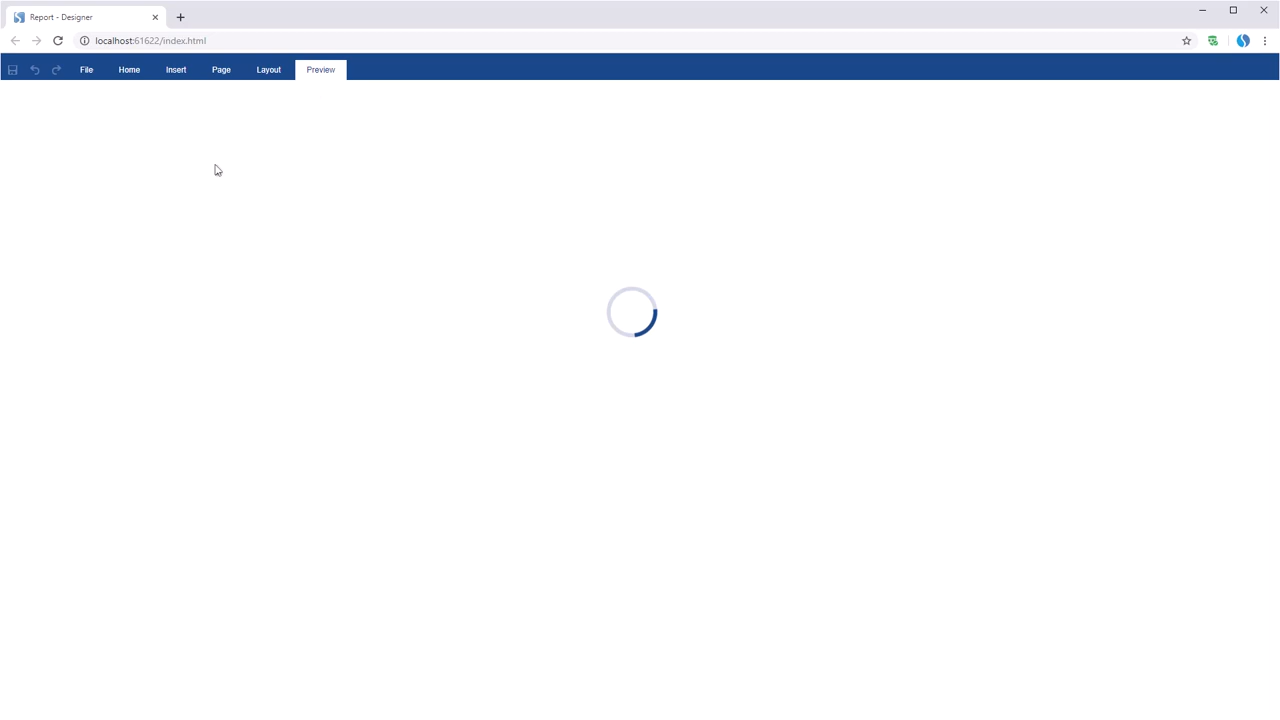 Report - Designer
localhost:61622/index.html
File Home Insert Page Layout Preview